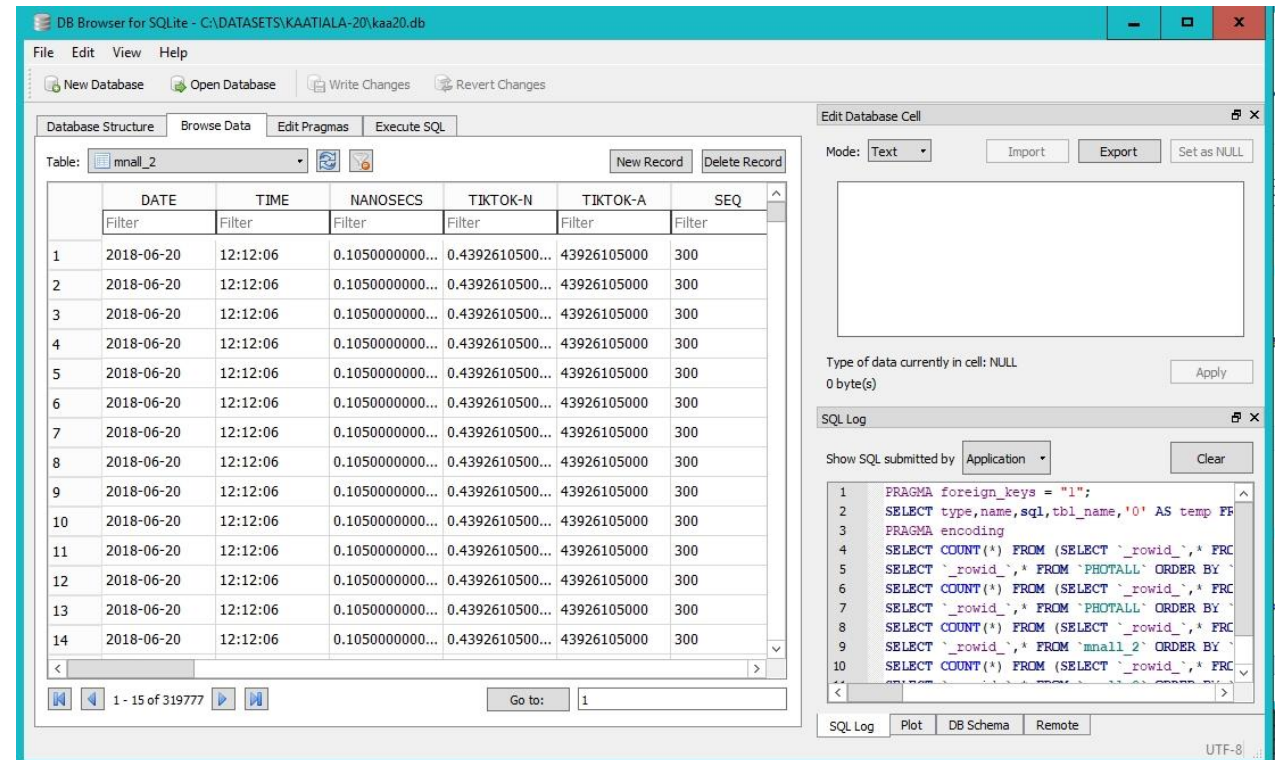 DB Browser for SQLite - C:\DATASETS\KAATIALA-20\kaa20.db
File Edit View Help
New Database Open Database Write Changes Revert Changes
Database Structure Browse Data Edit Pragmas Execute SQL
Table: mnall_2 New Record Delete Record
DATE TIME NANOSECS TIKTOK-N TIKTOK-A SEQ
Filter Filter Filter Filter Filter Filter
1 2018-06-20 12:12:06 0.1050000000... 0.4392610500... 43926105000 300
2 2018-06-20 12:12:06 0.1050000000... 0.4392610500... 43926105000 300
3 2018-06-20 12:12:06 0.1050000000... 0.4392610500... 43926105000 300
4 2018-06-20 12:12:06 0.1050000000... 0.4392610500... 43926105000 300
5 2018-06-20 12:12:06 0.1050000000... 0.4392610500... 43926105000 300
6 2018-06-20 12:12:06 0.1050000000... 0.4392610500... 43926105000 300
7 2018-06-20 12:12:06 0.1050000000... 0.4392610500... 43926105000 300
8 2018-06-20 12:12:06 0.1050000000... 0.4392610500... 43926105000 300
9 2018-06-20 12:12:06 0.1050000000... 0.4392610500... 43926105000 300
10 2018-06-20 12:12:06 0.1050000000... 0.4392610500... 43926105000 300
11 2018-06-20 12:12:06 0.1050000000... 0.4392610500... 43926105000 300
12 2018-06-20 12:12:06 0.1050000000... 0.4392610500... 43926105000 300
13 2018-06-20 12:12:06 0.1050000000... 0.4392610500... 43926105000 300
14 2018-06-20 12:12:06 0.1050000000... 0.4392610500... 43926105000 300
1 - 15 of 319777 Go to: 1
Edit Database Cell
Mode: Text Import Export Set as NULL
Type of data currently in cell: NULL
0 byte(s)
Apply
SQL Log
Show SQL submitted by Application Clear
1 PRAGMA foreign_keys = "1";
2 SELECT type,name,sql,tbl_name,'0' AS temp FR
3 PRAGMA encoding
4 SELECT COUNT(*) FROM (SELECT `_rowid_`,* FRO
5 SELECT `_rowid_`,* FROM `PHOTALL` ORDER BY `
6 SELECT COUNT(*) FROM (SELECT `_rowid_`,* FRO
7 SELECT `_rowid_`,* FROM `PHOTALL` ORDER BY `
8 SELECT COUNT(*) FROM (SELECT `_rowid_`,* FRO
9 SELECT `_rowid_`,* FROM `mnall_2` ORDER BY `
10 SELECT COUNT(*) FROM (SELECT `_rowid_`,* FRO
SQL Log Plot DB Schema Remote
UTF-8